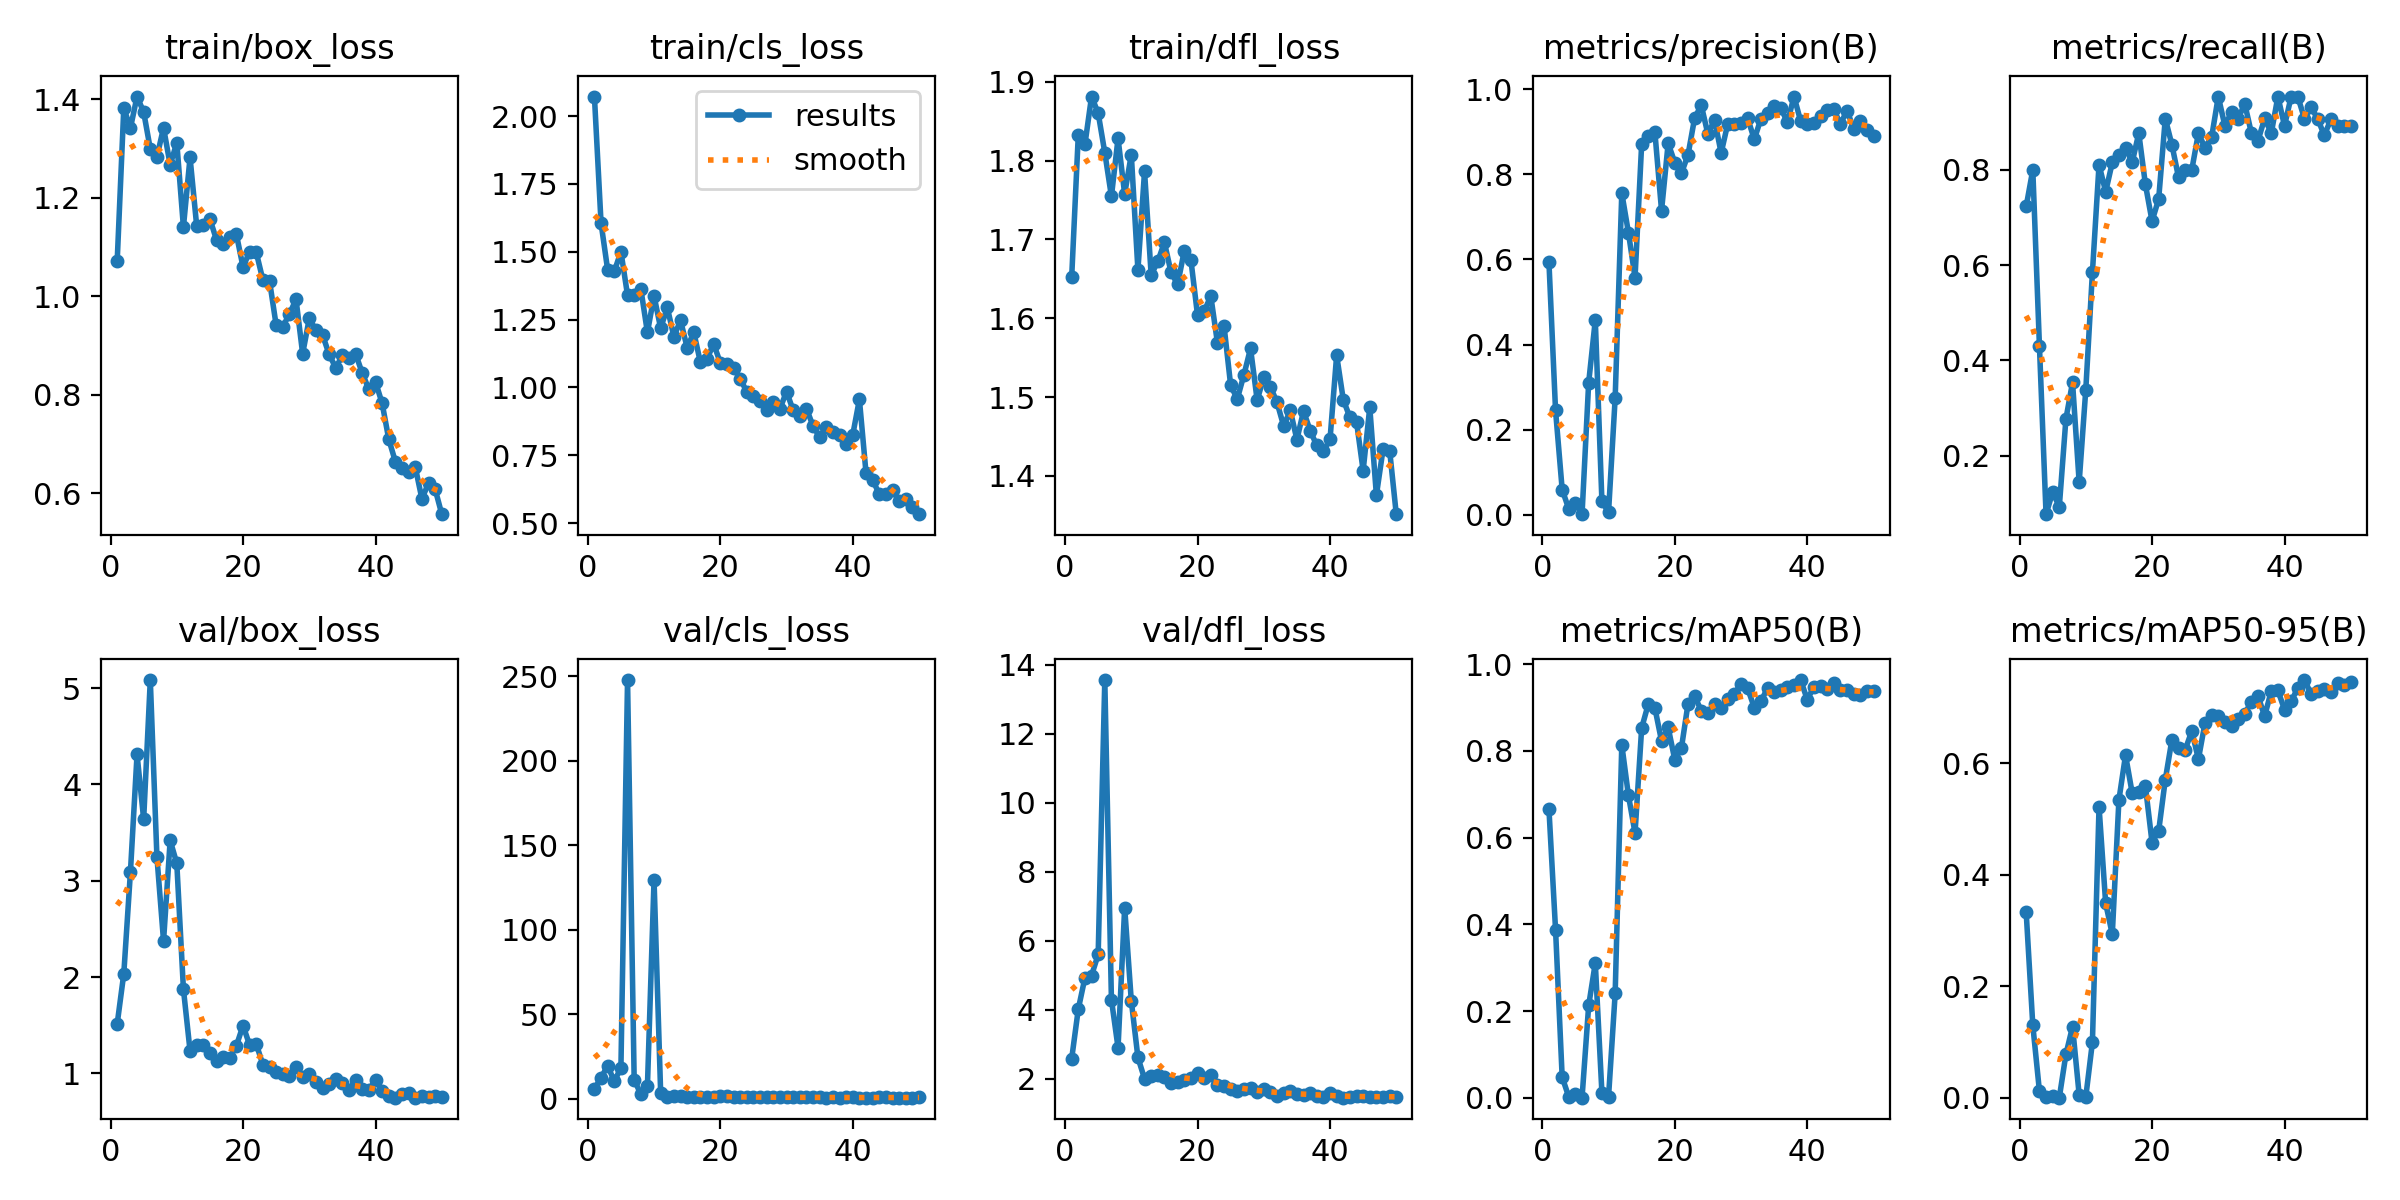 train/box_loss
1.4
1.2
1.0
0.8
0.6
0 20 40
train/cls_loss
results
smooth
2.00
1.75
1.50
1.25
1.00
0.75
0.50
0 20 40
train/dfl_loss
1.9
1.8
1.7
1.6
1.5
1.4
0 20 40
metrics/precision(B)
1.0
0.8
0.6
0.4
0.2
0.0
0 20 40
metrics/recall(B)
0.8
0.6
0.4
0.2
0 20 40
val/box_loss
5
4
3
2
1
0 20 40
val/cls_loss
250
200
150
100
50
0
0 20 40
val/dfl_loss
14
12
10
8
6
4
2
0 20 40
metrics/mAP50(B)
1.0
0.8
0.6
0.4
0.2
0.0
0 20 40
metrics/mAP50-95(B)
0.6
0.4
0.2
0.0
0 20 40